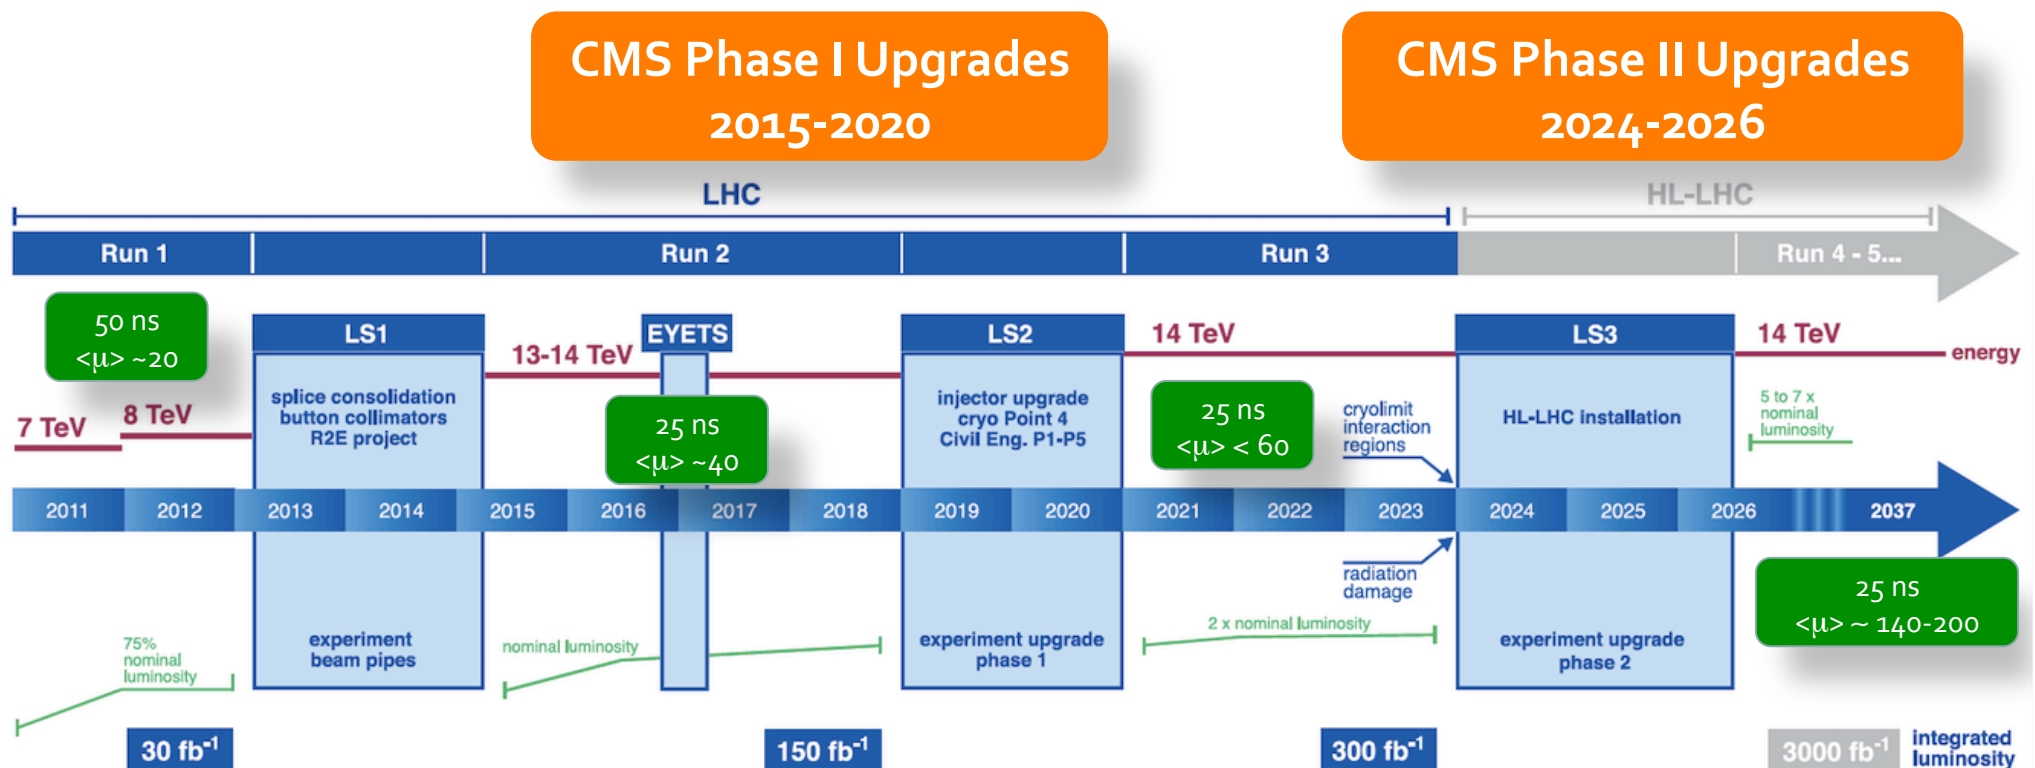 CMS Phase I Upgrades
2015-2020
CMS Phase II Upgrades
2024-2026
LHC
HL-LHC
Run 1
Run 2
Run 3
Run 4 - 5...
50 ns
<μ> ~20
LS1
EYETS
LS2
14 TeV
LS3
14 TeV
energy
13-14 TeV
7 TeV
8 TeV
splice consolidation
button collimators
R2E project
25 ns
<μ> ~40
injector upgrade
cryo Point 4
Civil Eng. P1-P5
25 ns
<μ> < 60
cryolimit
interaction
regions
HL-LHC installation
5 to 7 x
nominal
luminosity
2011
2012
2013
2014
2015
2016
2017
2018
2019
2020
2021
2022
2023
2024
2025
2026
2037
radiation
damage
25 ns
<μ> ~ 140-200
75%
nominal
luminosity
experiment
beam pipes
nominal luminosity
experiment upgrade
phase 1
2 x nominal luminosity
experiment upgrade
phase 2
30 fb⁻¹
150 fb⁻¹
300 fb⁻¹
3000 fb⁻¹
integrated
luminosity